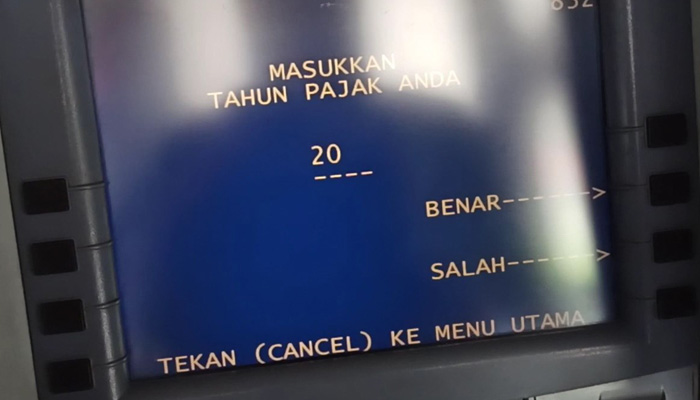 MASUKKAN
TAHUN PAJAK ANDA
20
----
BENAR------>
SALAH------>
TEKAN (CANCEL) KE MENU UTAMA